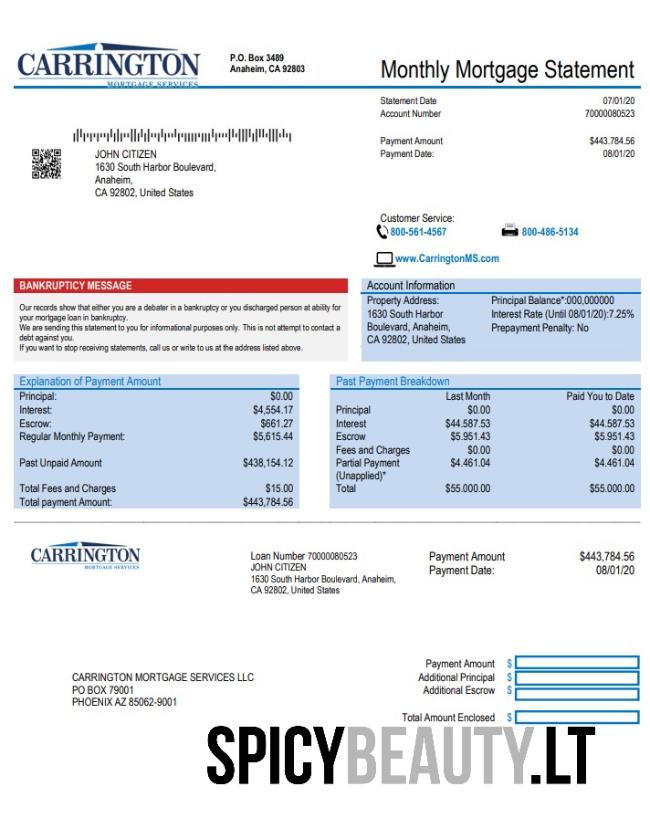 CARRINGTON
MORTGAGE SERVICES
P.O. Box 3489
Anaheim, CA 92803
Monthly Mortgage Statement
Statement Date 07/01/20
Account Number 70000080523
Payment Amount $443.784.56
Payment Date: 08/01/20
JOHN CITIZEN
1630 South Harbor Boulevard,
Anaheim,
CA 92802, United States
Customer Service:
800-561-4567 800-486-5134
www.CarringtonMS.com
BANKRUPTICY MESSAGE
Our records show that either you are a debater in a bankruptcy or you discharged person at ability for
your mortgage loan in bankruptcy.
We are sending this statement to you for informational purposes only. This is not attempt to contact a
debt against you.
If you want to stop receiving statements, call us or write to us at the address listed above.
Account Information
Property Address:
1630 South Harbor
Boulevard, Anaheim,
CA 92802, United States
Principal Balance*:000,000000
Interest Rate (Until 08/01/20):7.25%
Prepayment Penalty: No
Explanation of Payment Amount
Principal: $0.00
Interest: $4,554.17
Escrow: $661.27
Regular Monthly Payment: $5,615.44
Past Unpaid Amount $438,154.12
Total Fees and Charges $15.00
Total payment Amount: $443,784.56
Past Payment Breakdown
Last Month Paid You to Date
Principal $0.00 $0.00
Interest $44.587.53 $44.587.53
Escrow $5.951.43 $5.951.43
Fees and Charges $0.00 $0.00
Partial Payment $4.461.04 $4.461.04
(Unapplied)*
Total $55.000.00 $55.000.00
CARRINGTON
MORTGAGE SERVICES
Loan Number 70000080523
JOHN CITIZEN
1630 South Harbor Boulevard, Anaheim,
CA 92802, United States
Payment Amount $443,784.56
Payment Date: 08/01/20
CARRINGTON MORTGAGE SERVICES LLC
PO BOX 79001
PHOENIX AZ 85062-9001
Payment Amount $
Additional Principal $
Additional Escrow $
Total Amount Enclosed $
SPICYBEAUTY.LT